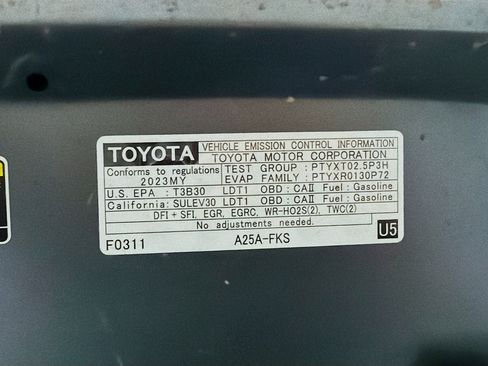 TOYOTA VEHICLE EMISSION CONTROL INFORMATION
TOYOTA MOTOR CORPORATION
Conforms to regulations TEST GROUP : PTYXT02.5P3H
2023MY EVAP FAMILY : PTYXR0130P72
U.S. EPA : T3B30 LDT1 OBD : CAII Fuel : Gasoline
California: SULEV30 LDT1 OBD : CAII Fuel : Gasoline
DFI + SFI, EGR, EGRC, WR-HO2S(2), TWC(2)
No adjustments needed.
F0311 A25A-FKS U5